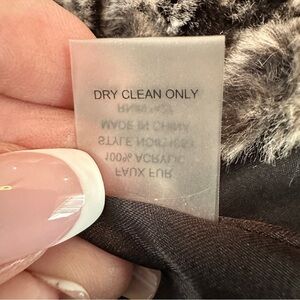 DRY CLEAN ONLY
MADE IN CHINA
100% ACRYLIC
FAUX FUR